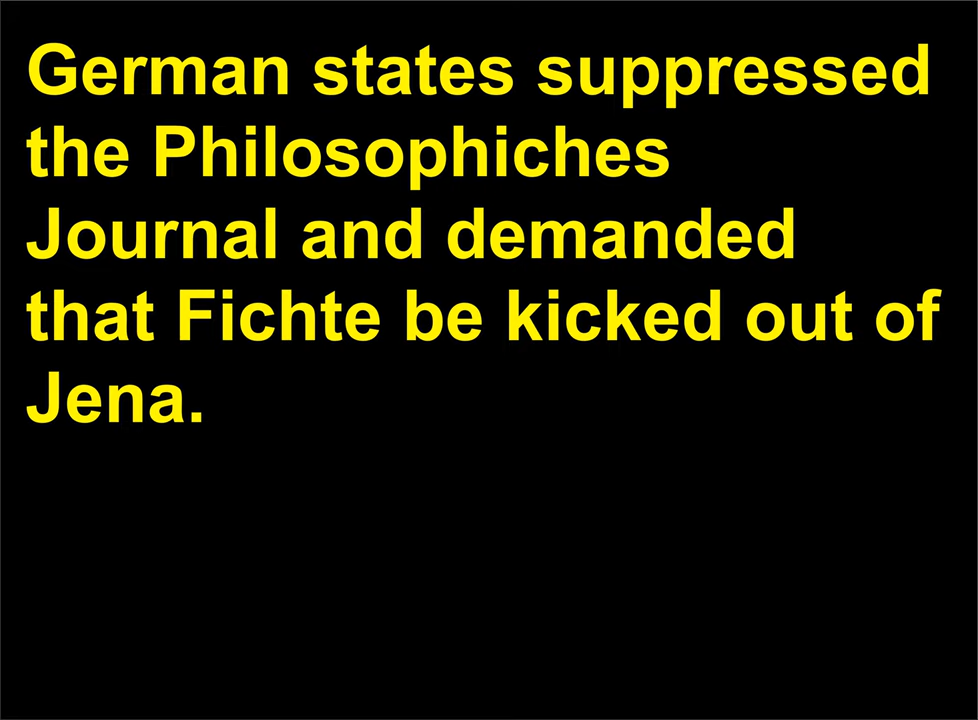 German states suppressed
the Philosophiches
Journal and demanded
that Fichte be kicked out of
Jena.